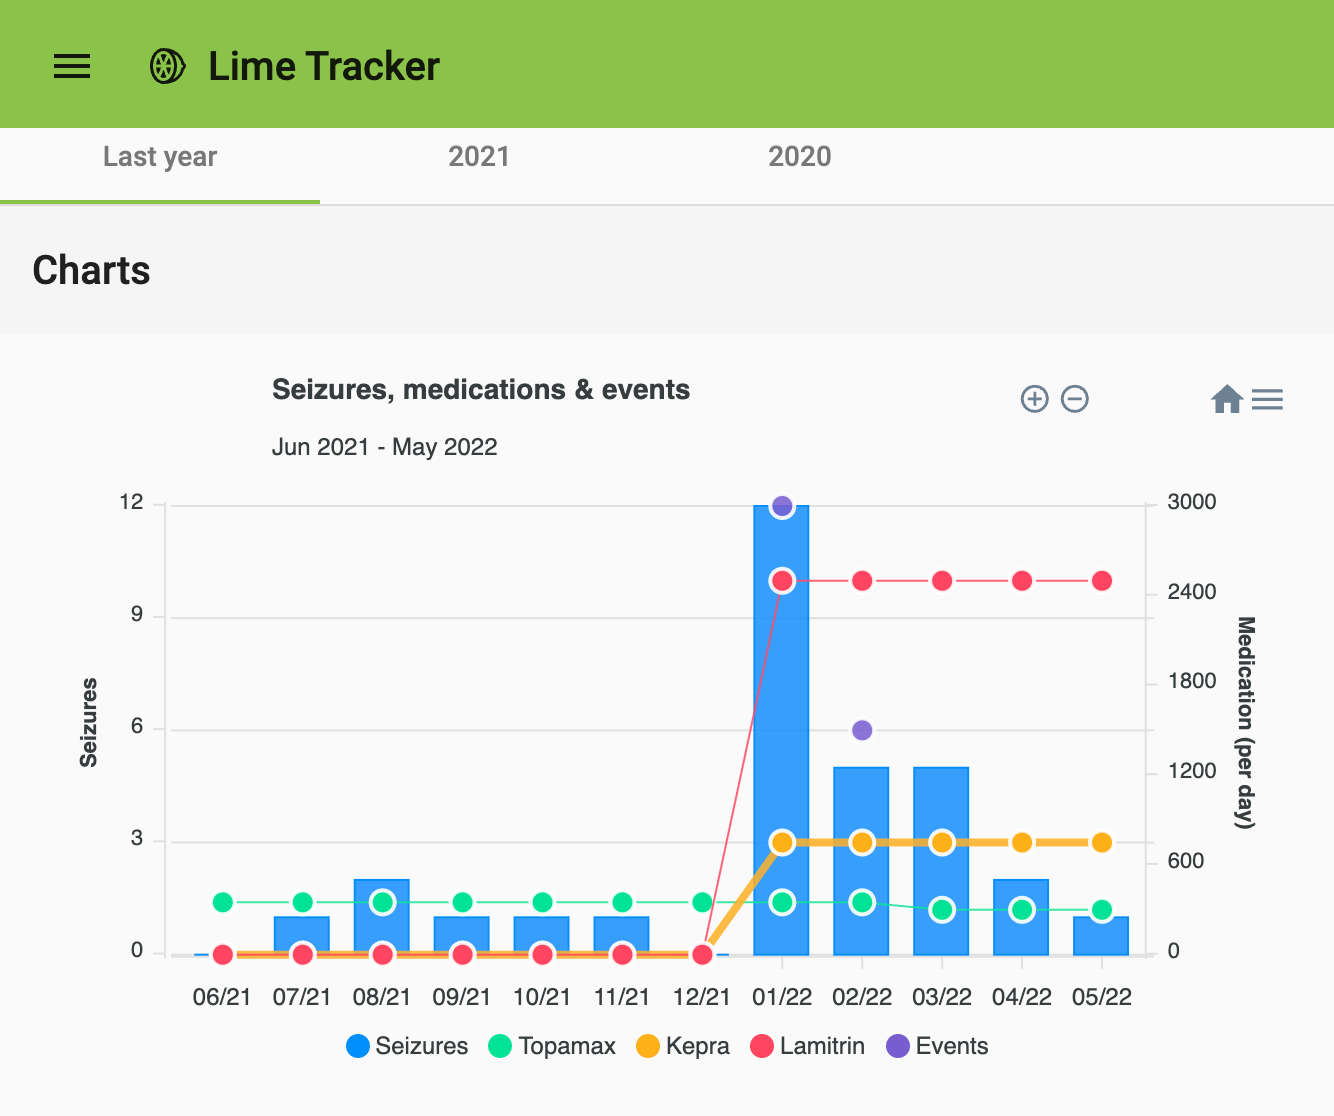 Lime Tracker
Last year 2021 2020
Charts
Seizures, medications & events
Jun 2021 - May 2022
12
9
6
3
0
Seizures
3000
2400
1800
1200
600
0
Medication (per day)
06/21 07/21 08/21 09/21 10/21 11/21 12/21 01/22 02/22 03/22 04/22 05/22
Seizures Topamax Kepra Lamitrin Events